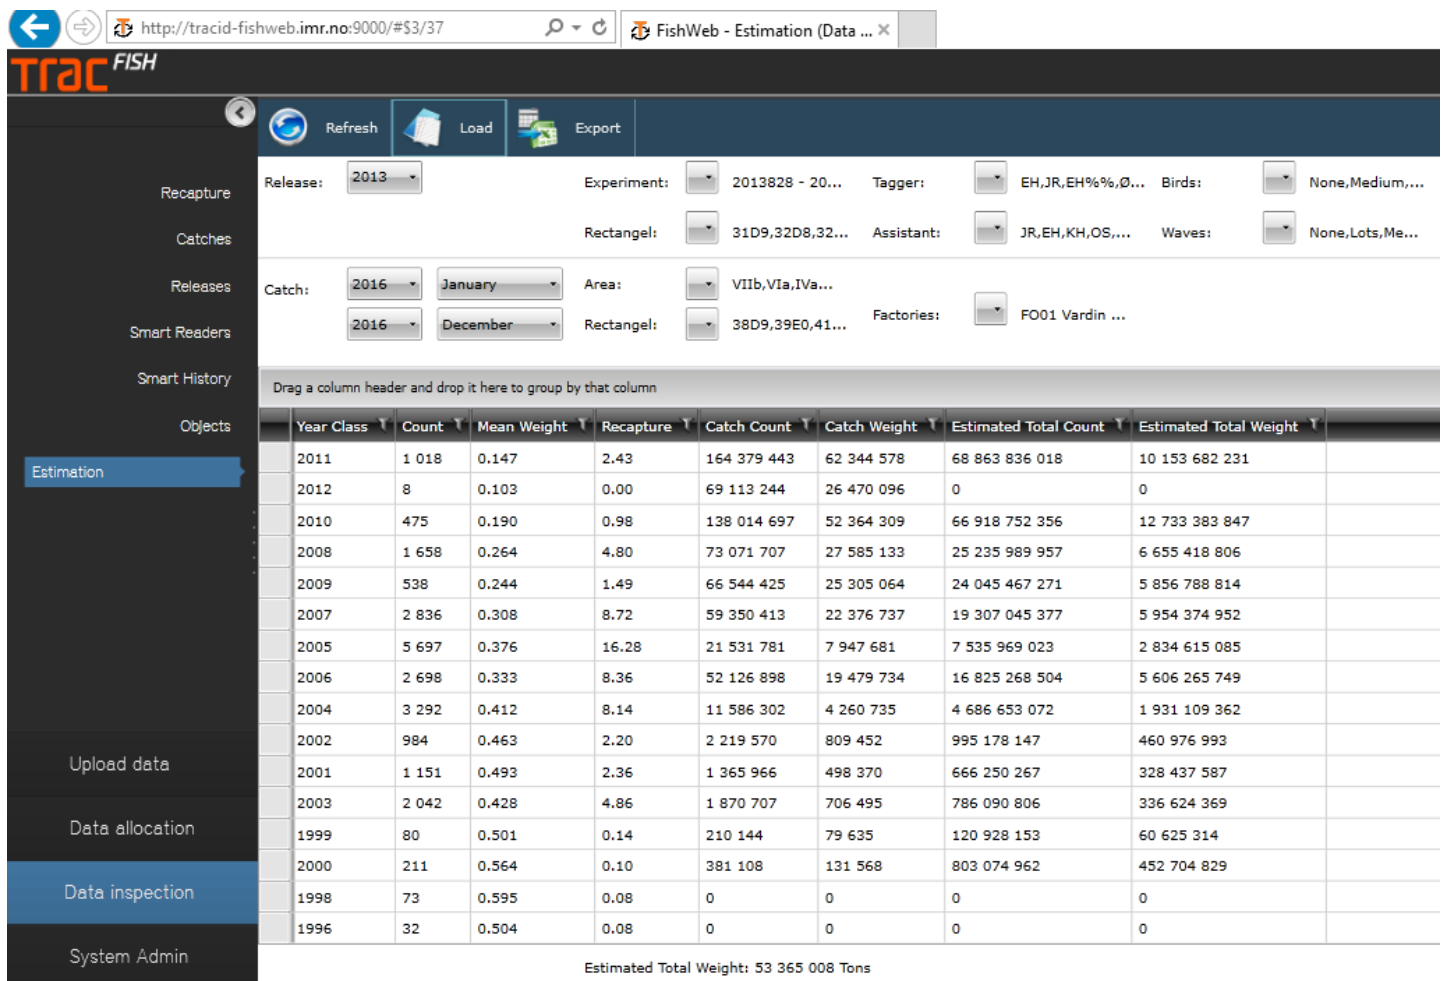 http://tracid-fishweb.imr.no:9000/#$3/37
FishWeb - Estimation (Data ...
Trac FISH
Refresh Load Export
Release: 2013 Experiment: 2013828 - 20... Tagger: EH,JR,EH%%,Ø... Birds: None,Medium,...
Rectangel: 31D9,32D8,32... Assistant: JR,EH,KH,OS,... Waves: None,Lots,Me...
Catch: 2016 January Area: VIIb,VIa,IVa...
2016 December Rectangel: 38D9,39E0,41... Factories: FO01 Vardin ...
Recapture
Catches
Releases
Smart Readers
Smart History
Objects
Estimation
Upload data
Data allocation
Data inspection
System Admin
Drag a column header and drop it here to group by that column
Year Class Count Mean Weight Recapture Catch Count Catch Weight Estimated Total Count Estimated Total Weight
2011 1 018 0.147 2.43 164 379 443 62 344 578 68 863 836 018 10 153 682 231
2012 8 0.103 0.00 69 113 244 26 470 096 0 0
2010 475 0.190 0.98 138 014 697 52 364 309 66 918 752 356 12 733 383 847
2008 1 658 0.264 4.80 73 071 707 27 585 133 25 235 989 957 6 655 418 806
2009 538 0.244 1.49 66 544 425 25 305 064 24 045 467 271 5 856 788 814
2007 2 836 0.308 8.72 59 350 413 22 376 737 19 307 045 377 5 954 374 952
2005 5 697 0.376 16.28 21 531 781 7 947 681 7 535 969 023 2 834 615 085
2006 2 698 0.333 8.36 52 126 898 19 479 734 16 825 268 504 5 606 265 749
2004 3 292 0.412 8.14 11 586 302 4 260 735 4 686 653 072 1 931 109 362
2002 984 0.463 2.20 2 219 570 809 452 995 178 147 460 976 993
2001 1 151 0.493 2.36 1 365 966 498 370 666 250 267 328 437 587
2003 2 042 0.428 4.86 1 870 707 706 495 786 090 806 336 624 369
1999 80 0.501 0.14 210 144 79 635 120 928 153 60 625 314
2000 211 0.564 0.10 381 108 131 568 803 074 962 452 704 829
1998 73 0.595 0.08 0 0 0 0
1996 32 0.504 0.08 0 0 0 0
Estimated Total Weight: 53 365 008 Tons